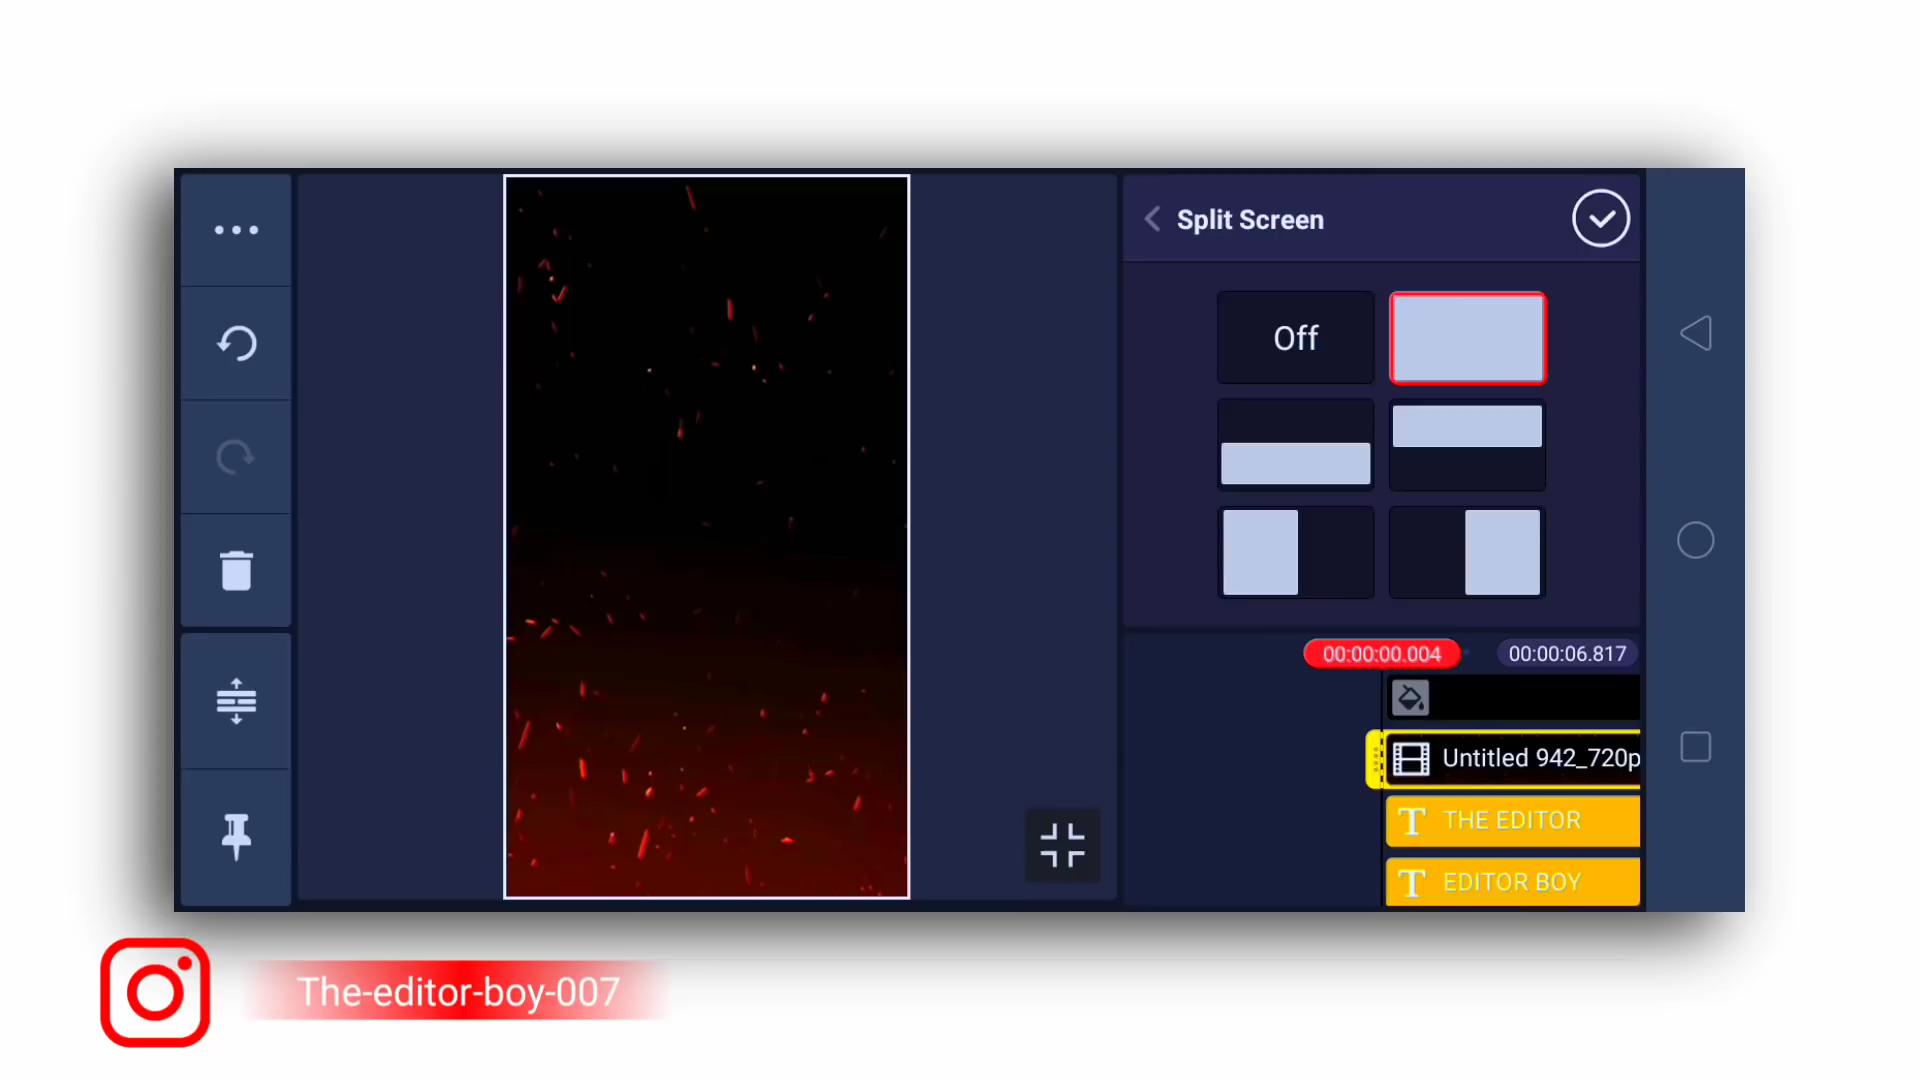 Split Screen
Off
00:00:00.004
00:00:06.817
Untitled 942_720p
T THE EDITOR
T EDITOR BOY
The-editor-boy-007